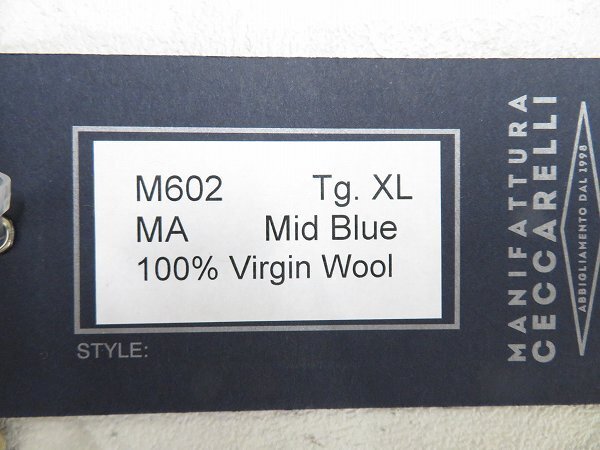 M602 Tg. XL
MA Mid Blue
100% Virgin Wool
STYLE:
MANIFATTURA
CECCARELLI
ABBIGLIAMENTO DAL 1998